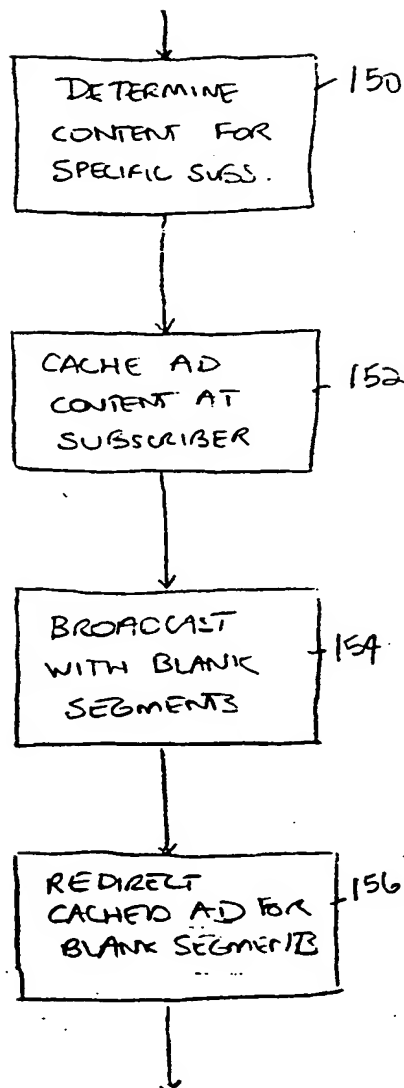 DETERMINE
CONTENT FOR
SPECIFIC SUBS.
150
CACHE AD
CONTENT AT
SUBSCRIBER
152
BROADCAST
WITH BLANK
SEGMENTS
154
REDIRECT
CACHED AD FOR
BLANK SEGMENTS
156